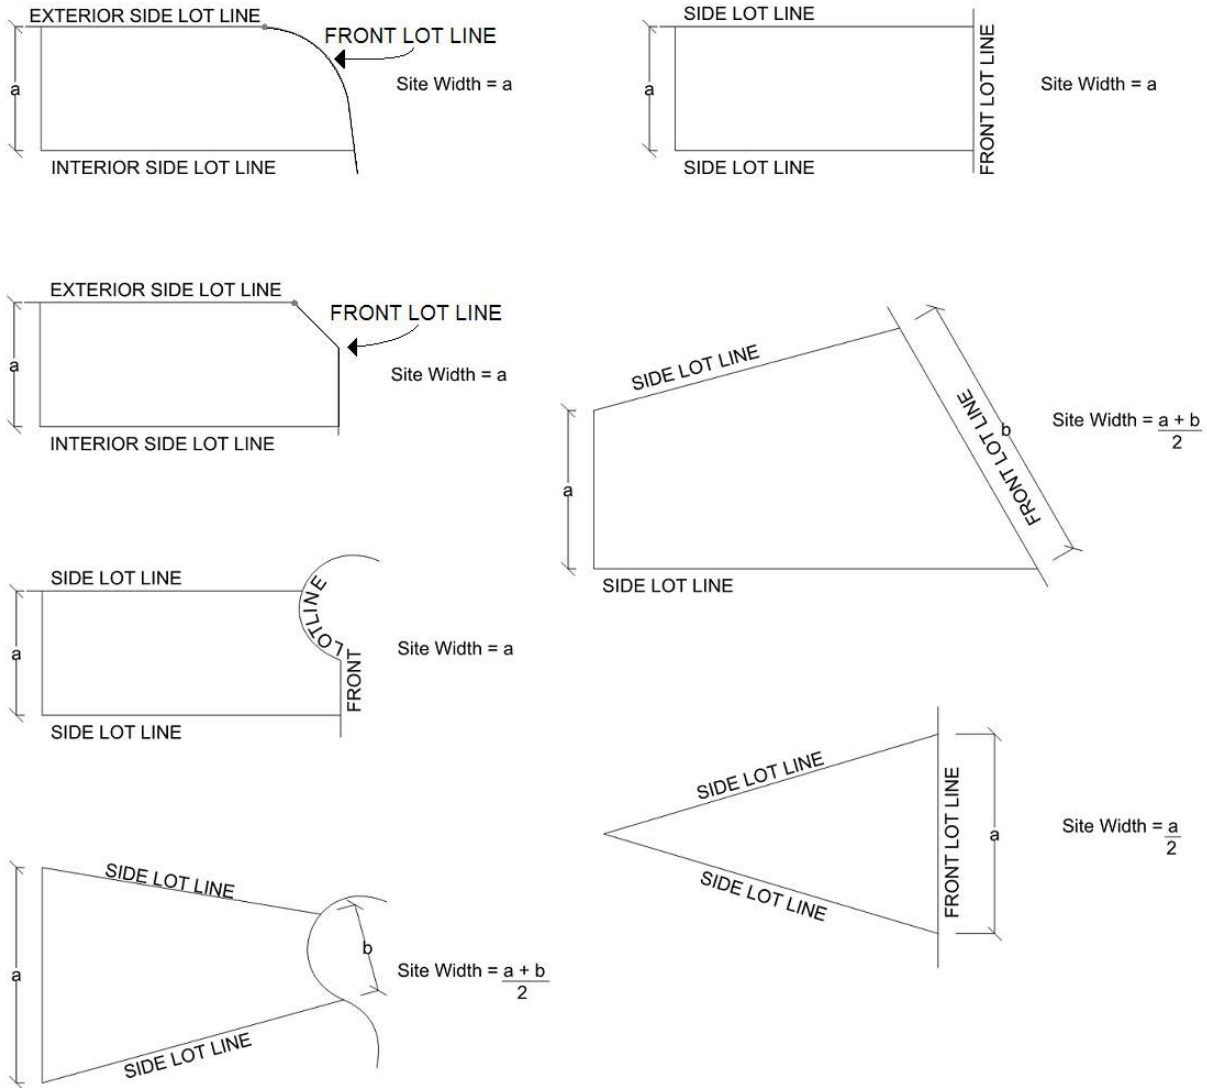 EXTERIOR SIDE LOT LINE
FRONT LOT LINE
a
Site Width = a
INTERIOR SIDE LOT LINE
SIDE LOT LINE
a
FRONT LOT LINE
Site Width = a
SIDE LOT LINE
EXTERIOR SIDE LOT LINE
FRONT LOT LINE
a
Site Width = a
INTERIOR SIDE LOT LINE
SIDE LOT LINE
a
b
FRONT LOT LINE
Site Width = a + b
2
SIDE LOT LINE
SIDE LOT LINE
a
FRONT LOTLINE
Site Width = a
SIDE LOT LINE
SIDE LOT LINE
FRONT LOT LINE
a
Site Width = a
2
SIDE LOT LINE
SIDE LOT LINE
a
b
Site Width = a + b
2
SIDE LOT LINE